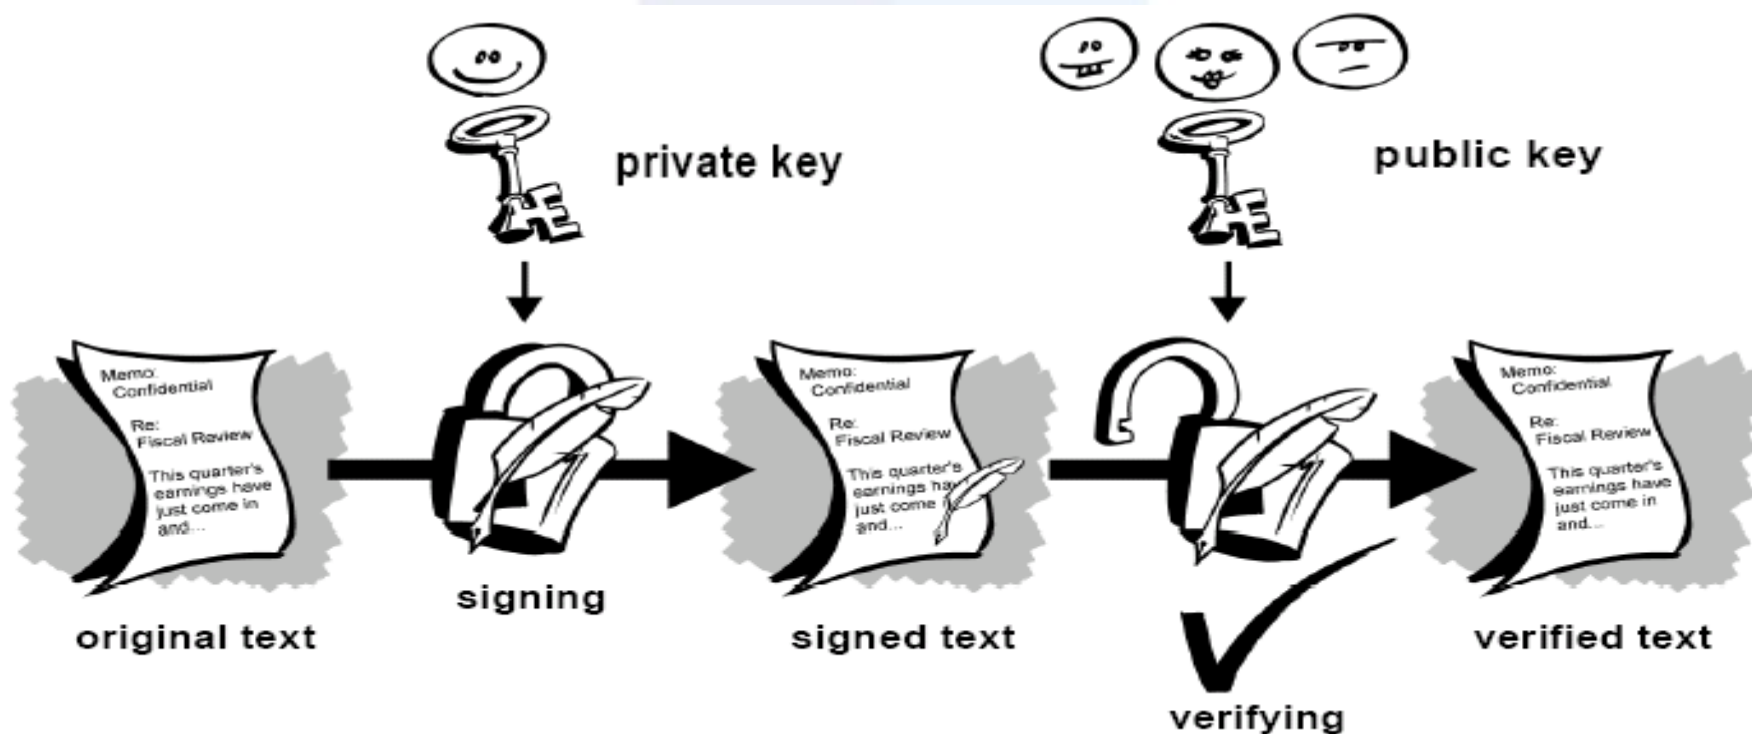 private key
public key
Memo:
Confidential
Re:
Fiscal Review
This quarter's
earnings have
just come in
and...
original text
signing
Memo:
Confidential
Re:
Fiscal Review
This quarter's
earnings
just come
and...
signed text
Memo:
Confidential
Re:
Fiscal Review
This quarter's
earnings have
just come in
and...
verified text
verifying